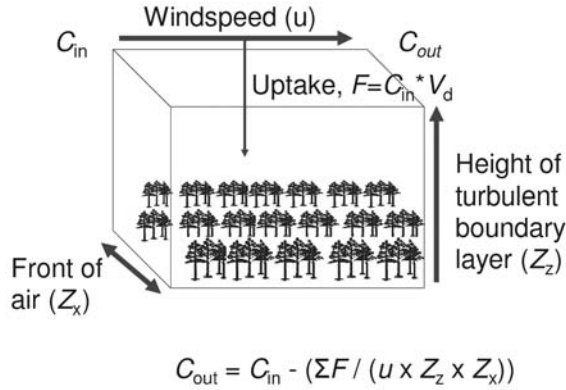 Windspeed (u)
C_in
C_out
Uptake, F=C_in*V_d
Height of
turbulent
boundary
layer (Z_z)
Front of
air (Z_x)
C_out = C_in - (ΣF / (u x Z_z x Z_x))